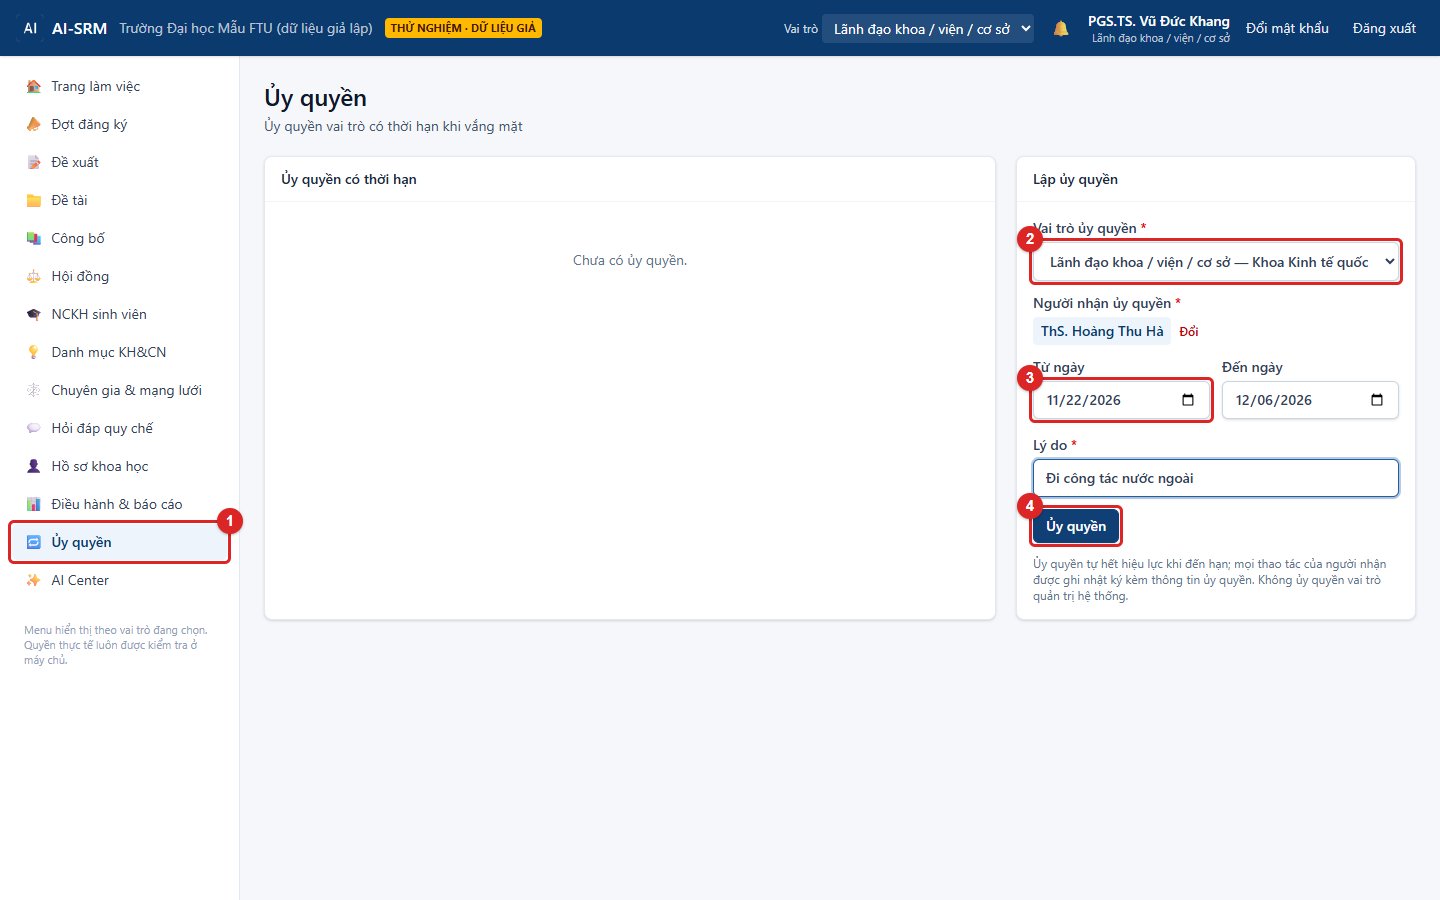 AI AI-SRM Trường Đại học Mẫu FTU (dữ liệu giả lập) THỬ NGHIỆM · DỮ LIỆU GIẢ Vai trò Lãnh đạo khoa / viện / cơ sở PGS.TS. Vũ Đức Khang Đổi mật khẩu Đăng xuất
Lãnh đạo khoa / viện / cơ sở
Trang làm việc
Đợt đăng ký
Đề xuất
Đề tài
Công bố
Hội đồng
NCKH sinh viên
Danh mục KH&CN
Chuyên gia & mạng lưới
Hỏi đáp quy chế
Hồ sơ khoa học
Điều hành & báo cáo
1
Ủy quyền
AI Center
Menu hiển thị theo vai trò đang chọn.
Quyền thực tế luôn được kiểm tra ở
máy chủ.
Ủy quyền
Ủy quyền vai trò có thời hạn khi vắng mặt
Ủy quyền có thời hạn
Chưa có ủy quyền.
Lập ủy quyền
Vai trò ủy quyền *
2
Lãnh đạo khoa / viện / cơ sở — Khoa Kinh tế quốc
Người nhận ủy quyền *
ThS. Hoàng Thu Hà Đổi
Từ ngày Đến ngày
3
11/22/2026 12/06/2026
Lý do *
Đi công tác nước ngoài
4
Ủy quyền
Ủy quyền tự hết hiệu lực khi đến hạn; mọi thao tác của người nhận
được ghi nhật ký kèm thông tin ủy quyền. Không ủy quyền vai trò
quản trị hệ thống.